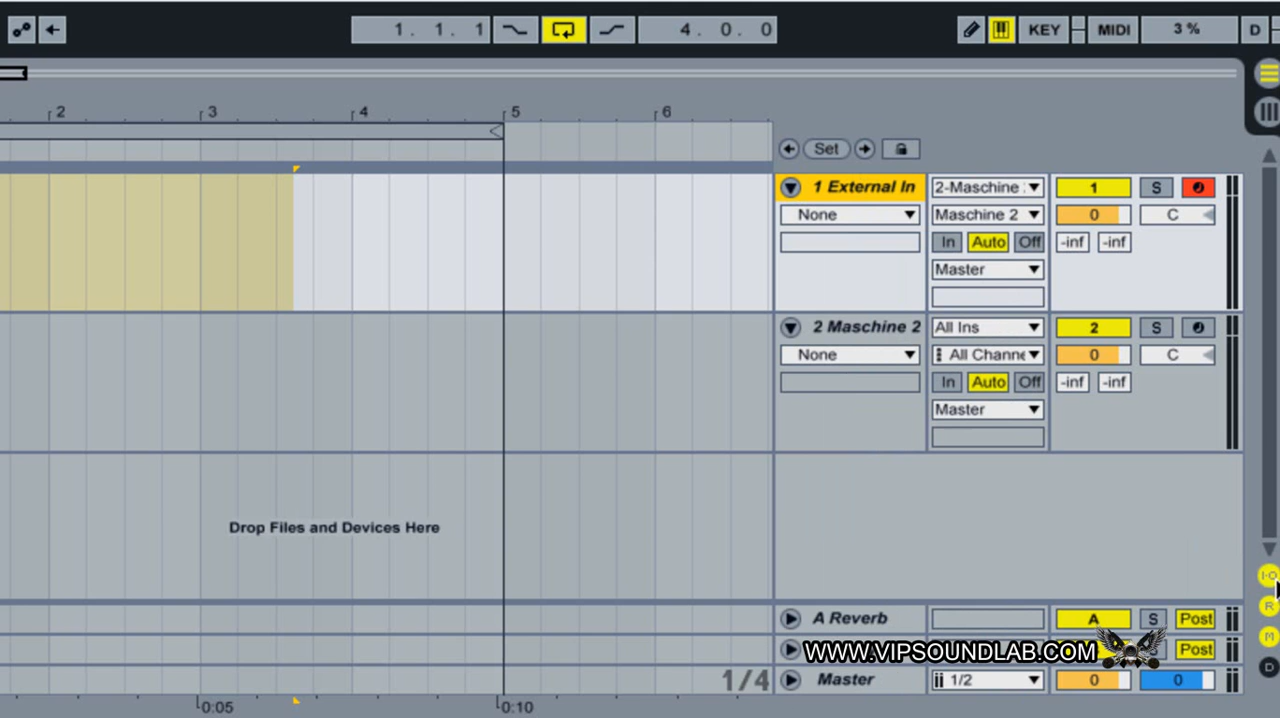 1. 1. 1
4. 0. 0
KEY
MIDI
3 %
D
2
3
4
5
6
Set
1 External In
2-Maschine
1
S
None
Maschine 2
0
C
In
Auto
Off
-inf
-inf
Master
2 Maschine 2
All Ins
2
S
None
All Channe
0
C
In
Auto
Off
-inf
-inf
Master
Drop Files and Devices Here
I-O
R
M
D
A Reverb
A
S
Post
WWW.VIPSOUNDLAB.COM
Post
1/4
Master
1/2
0
0
0:05
0:10